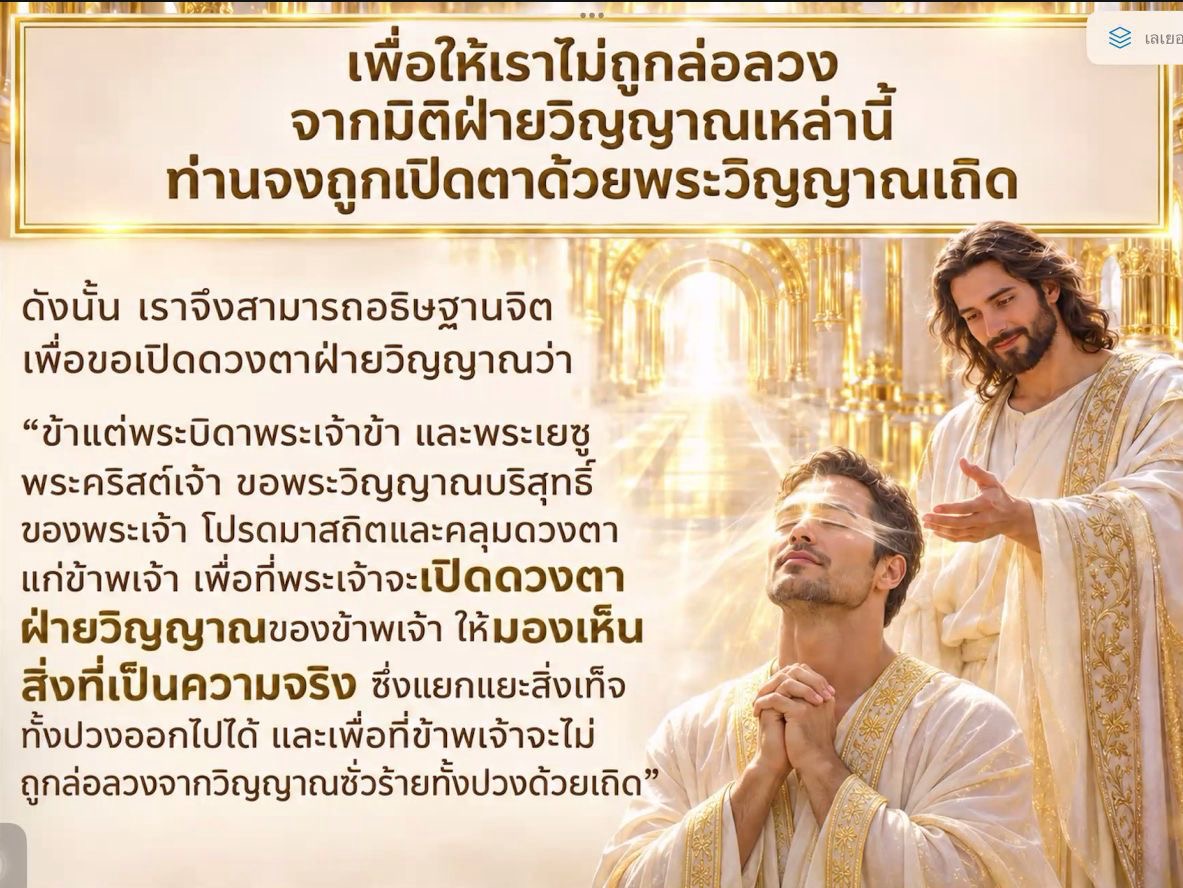 เลเยอ
เพื่อให้เราไม่ถูกล่อลวง
จากมิติฝ่ายวิญญาณเหล่านี้
ท่านจงถูกเปิดตาด้วยพระวิญญาณเถิด
ดังนั้น เราจึงสามารถอธิษฐานจิต
เพื่อขอเปิดดวงตาฝ่ายวิญญาณว่า
“ข้าแต่พระบิดาพระเจ้าข้า และพระเยซู
พระคริสต์เจ้า ขอพระวิญญาณบริสุทธิ์
ของพระเจ้า โปรดมาสถิตและคลุมดวงตา
แก่ข้าพเจ้า เพื่อที่พระเจ้าจะเปิดดวงตา
ฝ่ายวิญญาณของข้าพเจ้า ให้มองเห็น
สิ่งที่เป็นความจริง ซึ่งแยกแยะสิ่งเท็จ
ทั้งปวงออกไปได้ และเพื่อที่ข้าพเจ้าจะไม่
ถูกล่อลวงจากวิญญาณชั่วร้ายทั้งปวงด้วยเถิด”